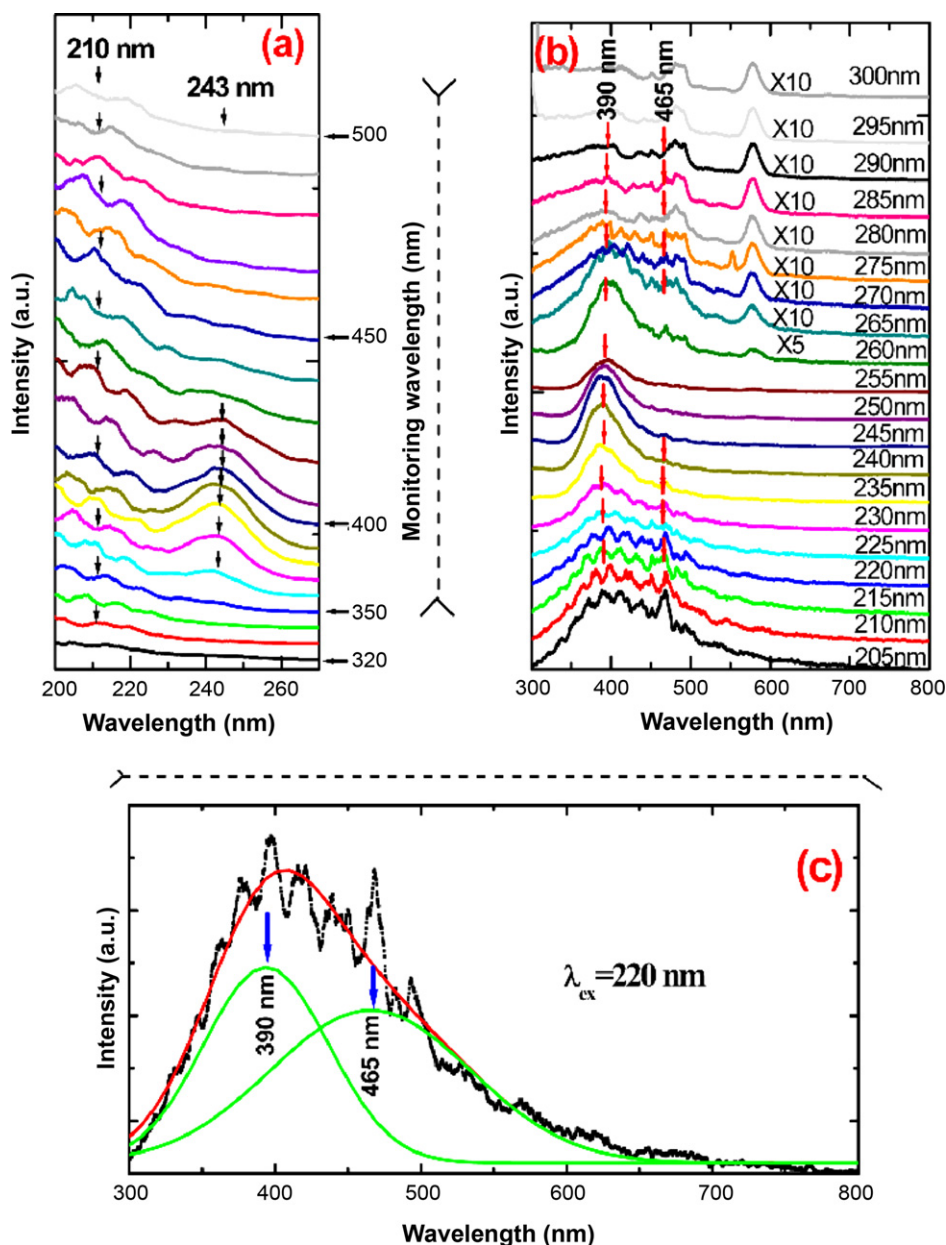 (a)
210 nm
243 nm
500
450
400
350
320
Intensity (a.u.)
200 220 240 260
Wavelength (nm)
Monitoring wavelength (nm)
(b)
390 nm
465 nm
X10 300nm
X10 295nm
X10 290nm
X10 285nm
X10 280nm
X10 275nm
X10 270nm
X10 265nm
X5 260nm
255nm
250nm
245nm
240nm
235nm
230nm
225nm
220nm
215nm
210nm
205nm
Intensity (a.u.)
300 400 500 600 700 800
Wavelength (nm)
(c)
390 nm
465 nm
λex=220 nm
Intensity (a.u.)
300 400 500 600 700 800
Wavelength (nm)